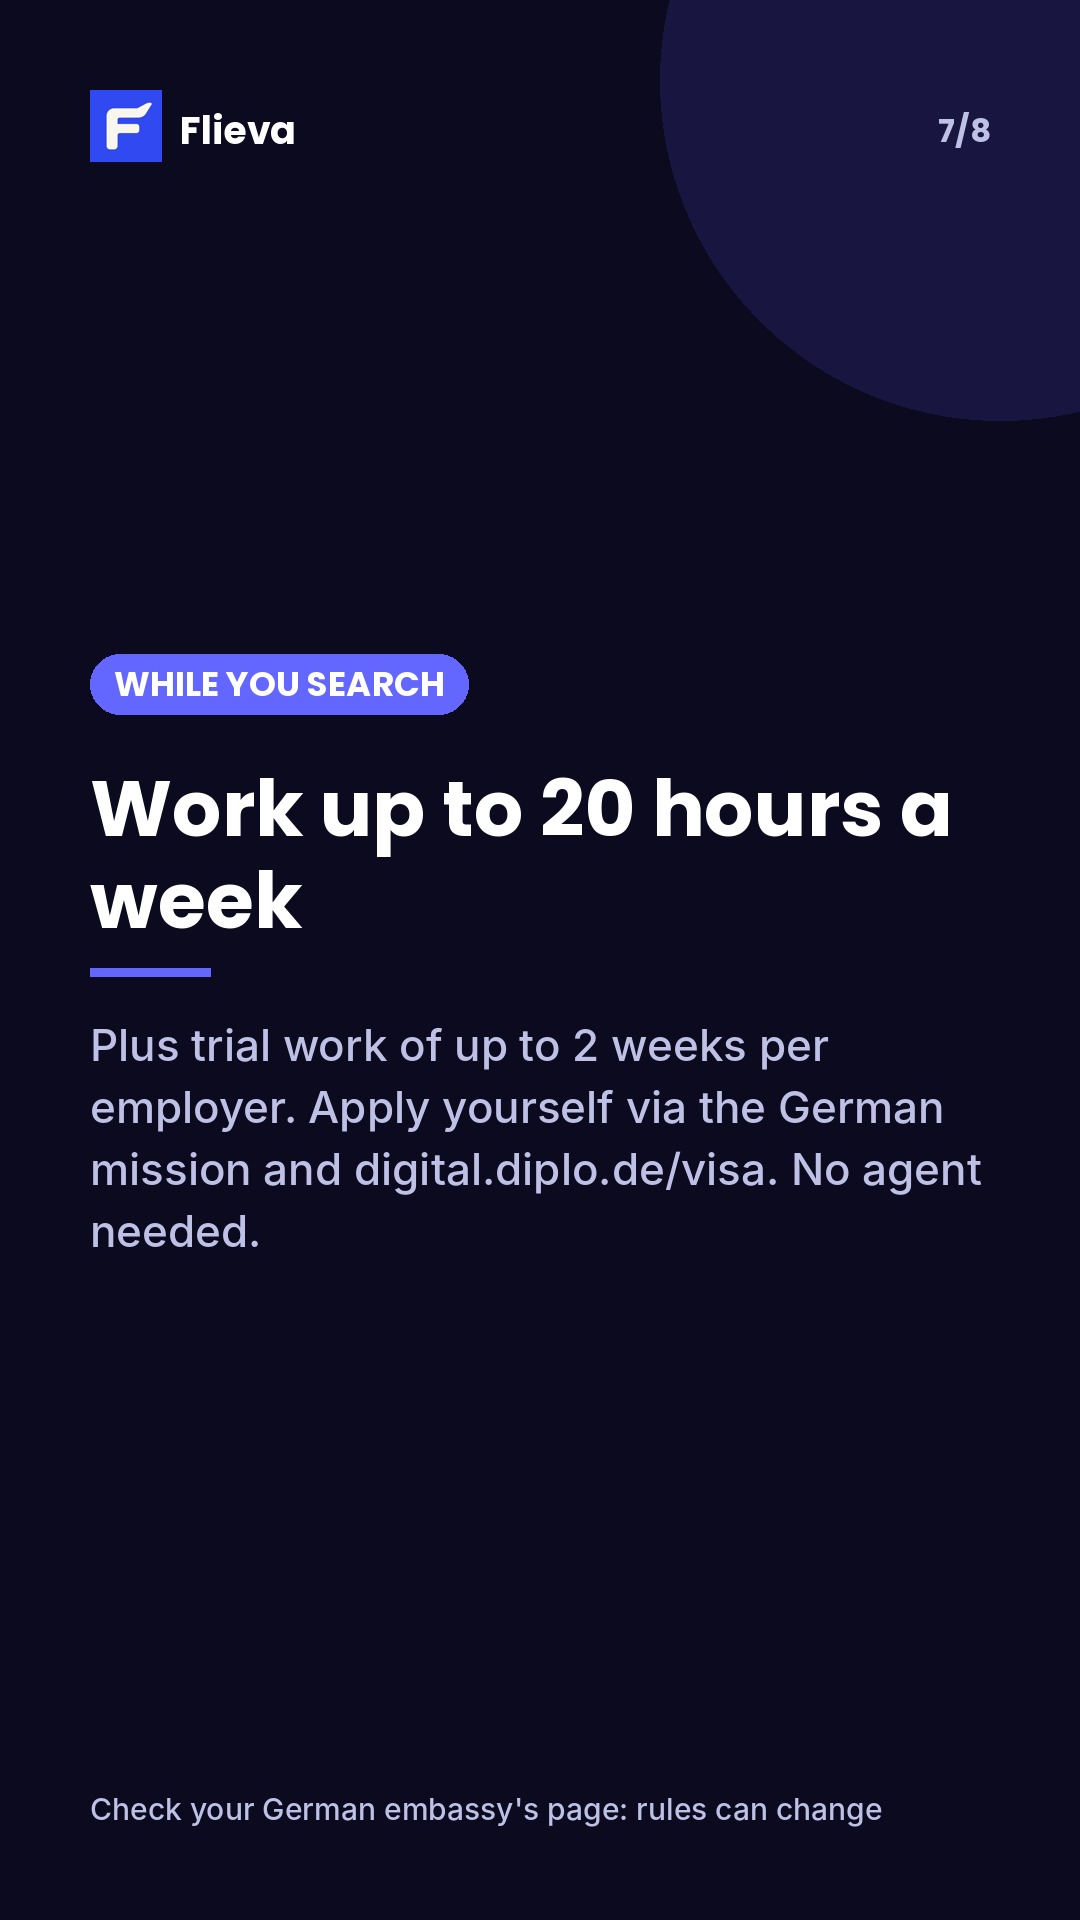 Flieva
7/8
WHILE YOU SEARCH
Work up to 20 hours a
week
Plus trial work of up to 2 weeks per
employer. Apply yourself via the German
mission and digital.diplo.de/visa. No agent
needed.
Check your German embassy's page: rules can change